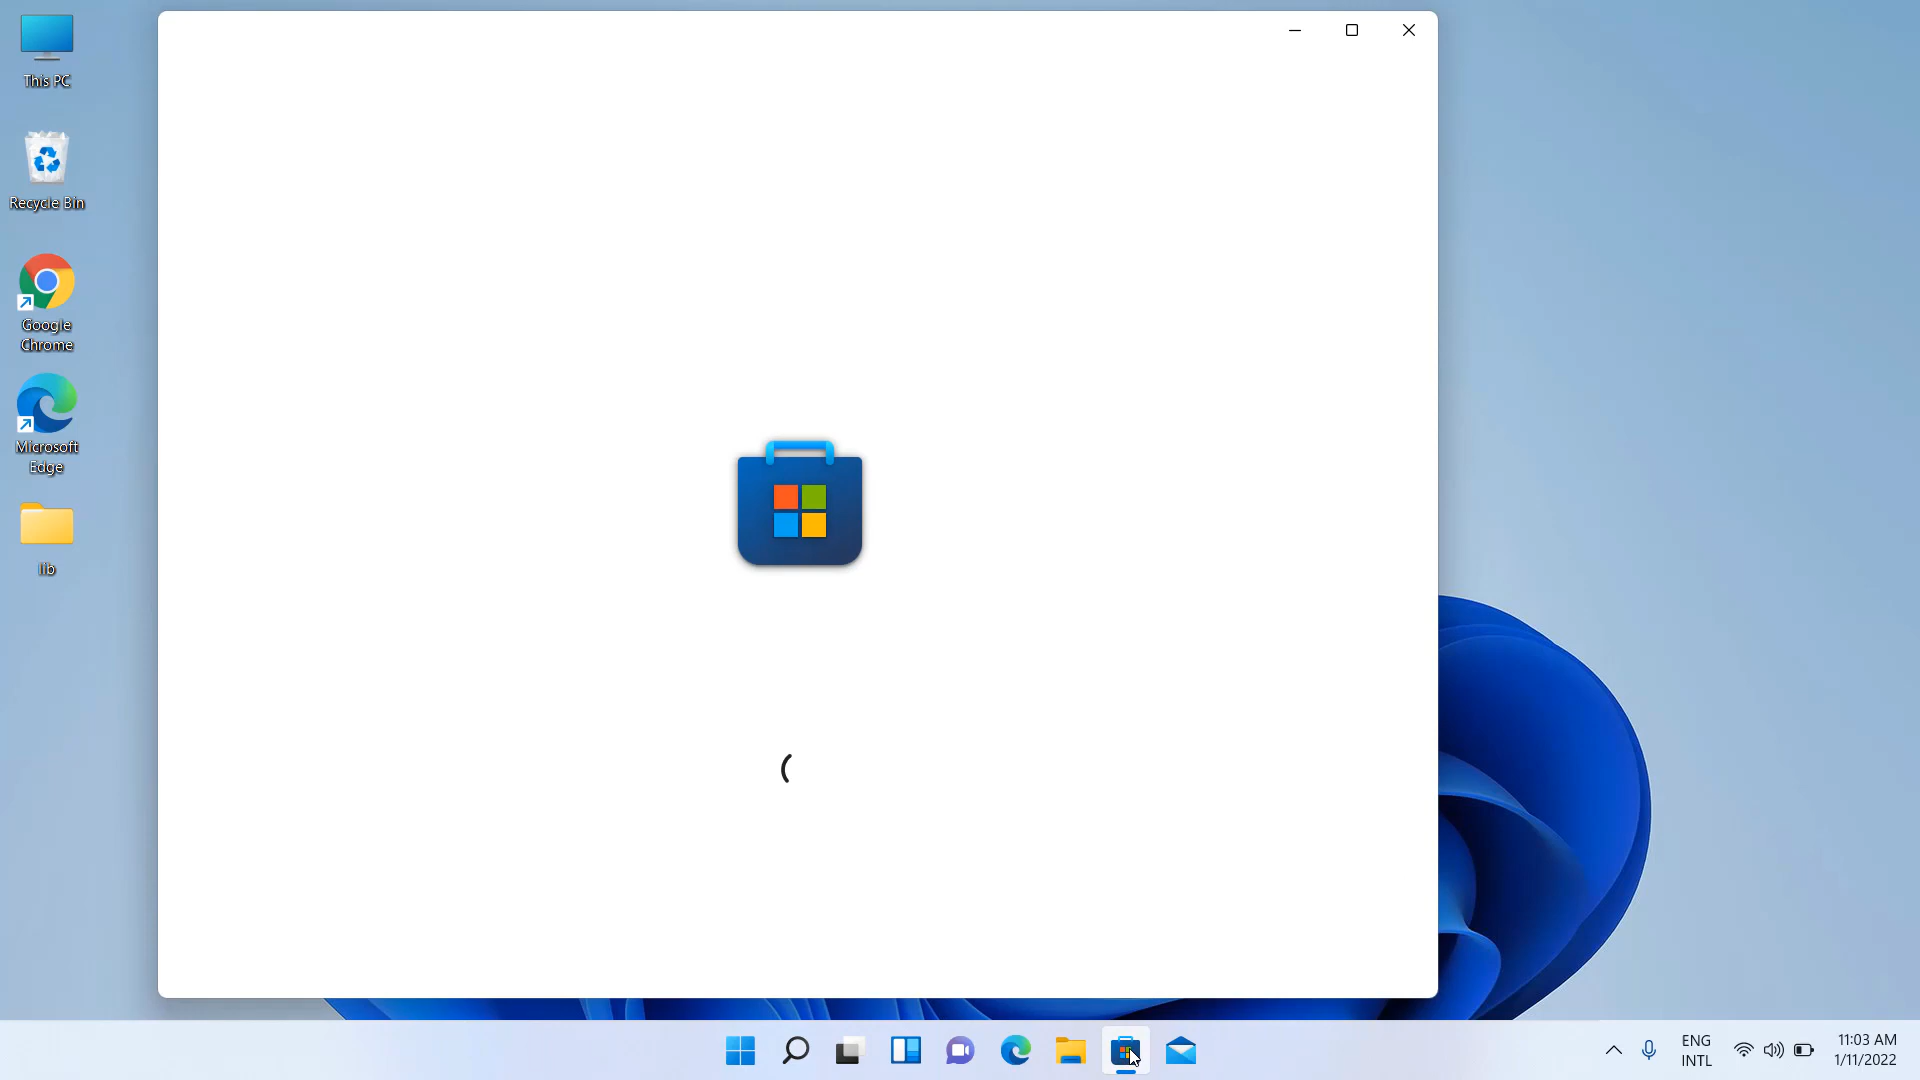 This PC
Recycle Bin
Google
Chrome
Microsoft
Edge
lib
ENG
INTL
11:03 AM
1/11/2022